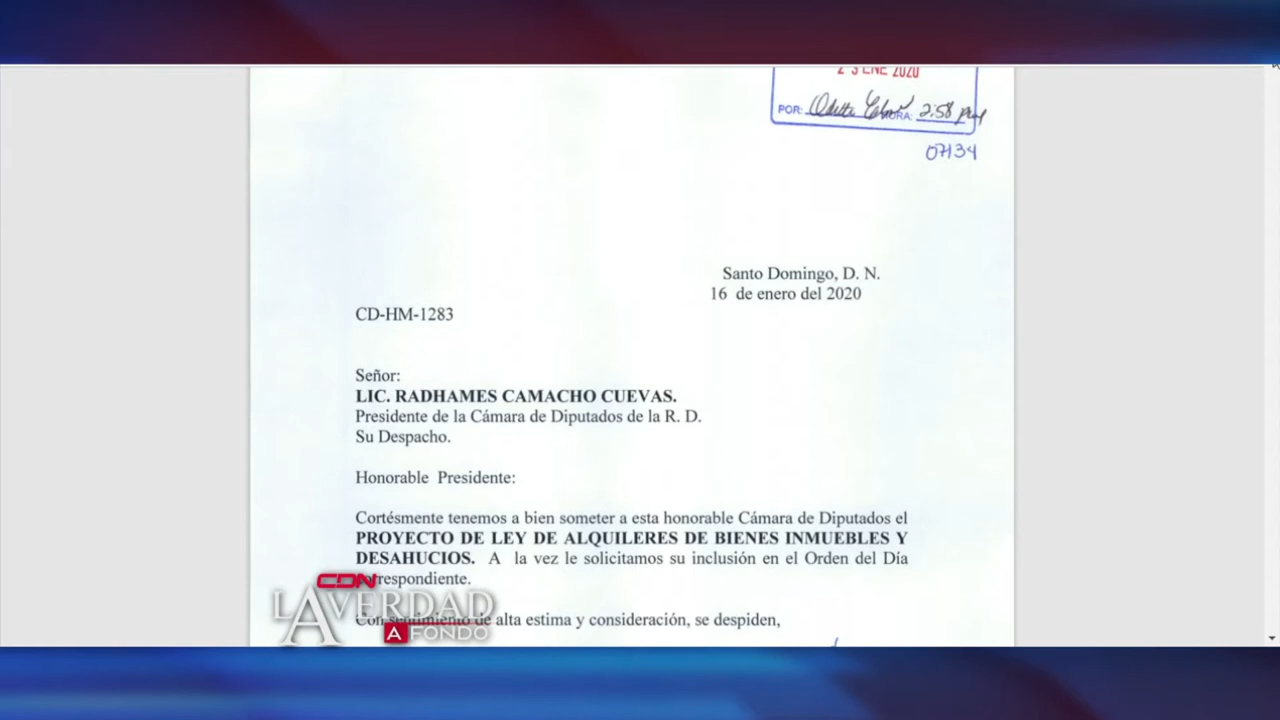 23 ENE 2020
POR: HORA: 2:58 pm
07134
Santo Domingo, D. N.
16 de enero del 2020
CD-HM-1283
Señor:
LIC. RADHAMES CAMACHO CUEVAS.
Presidente de la Cámara de Diputados de la R. D.
Su Despacho.
Honorable Presidente:
Cortésmente tenemos a bien someter a esta honorable Cámara de Diputados el
PROYECTO DE LEY DE ALQUILERES DE BIENES INMUEBLES Y
DESAHUCIOS. A la vez le solicitamos su inclusión en el Orden del Día
correspondiente.
Con sentimiento de alta estima y consideración, se despiden,
CDN
LA VERDAD
A FONDO